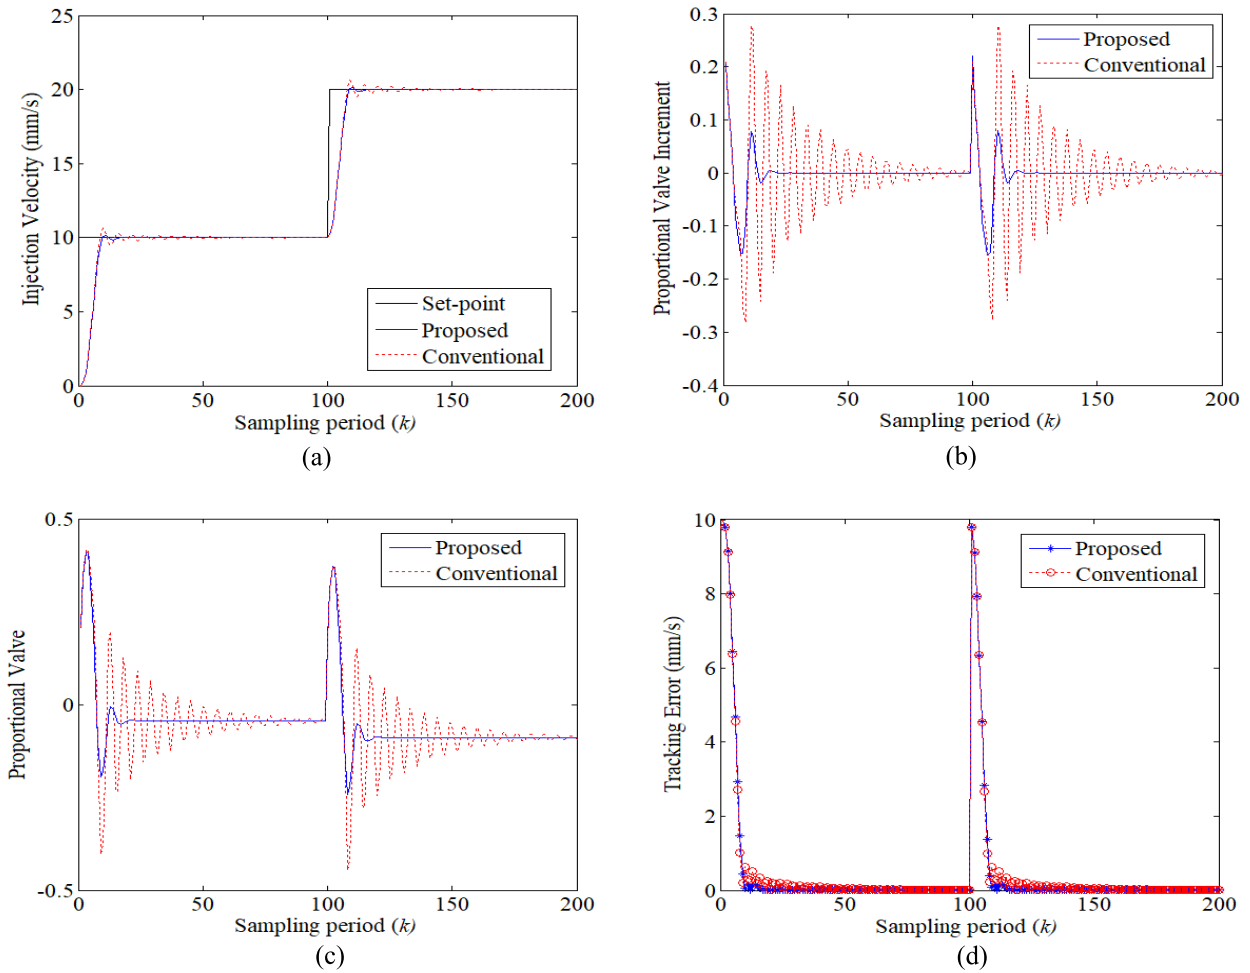 25
20
15
10
5
0
Injection Velocity (mm/s)
Set-point
Proposed
Conventional
0
50
100
150
200
Sampling period (k)
(a)
0.3
0.2
0.1
0
-0.1
-0.2
-0.3
-0.4
Proportional Valve Increment
Proposed
Conventional
0
50
100
150
200
Sampling period (k)
(b)
0.5
0
-0.5
Proportional Valve
Proposed
Conventional
0
50
100
150
200
Sampling period (k)
(c)
10
8
6
4
2
0
Tracking Error (mm/s)
Proposed
Conventional
0
50
100
150
200
Sampling period (k)
(d)